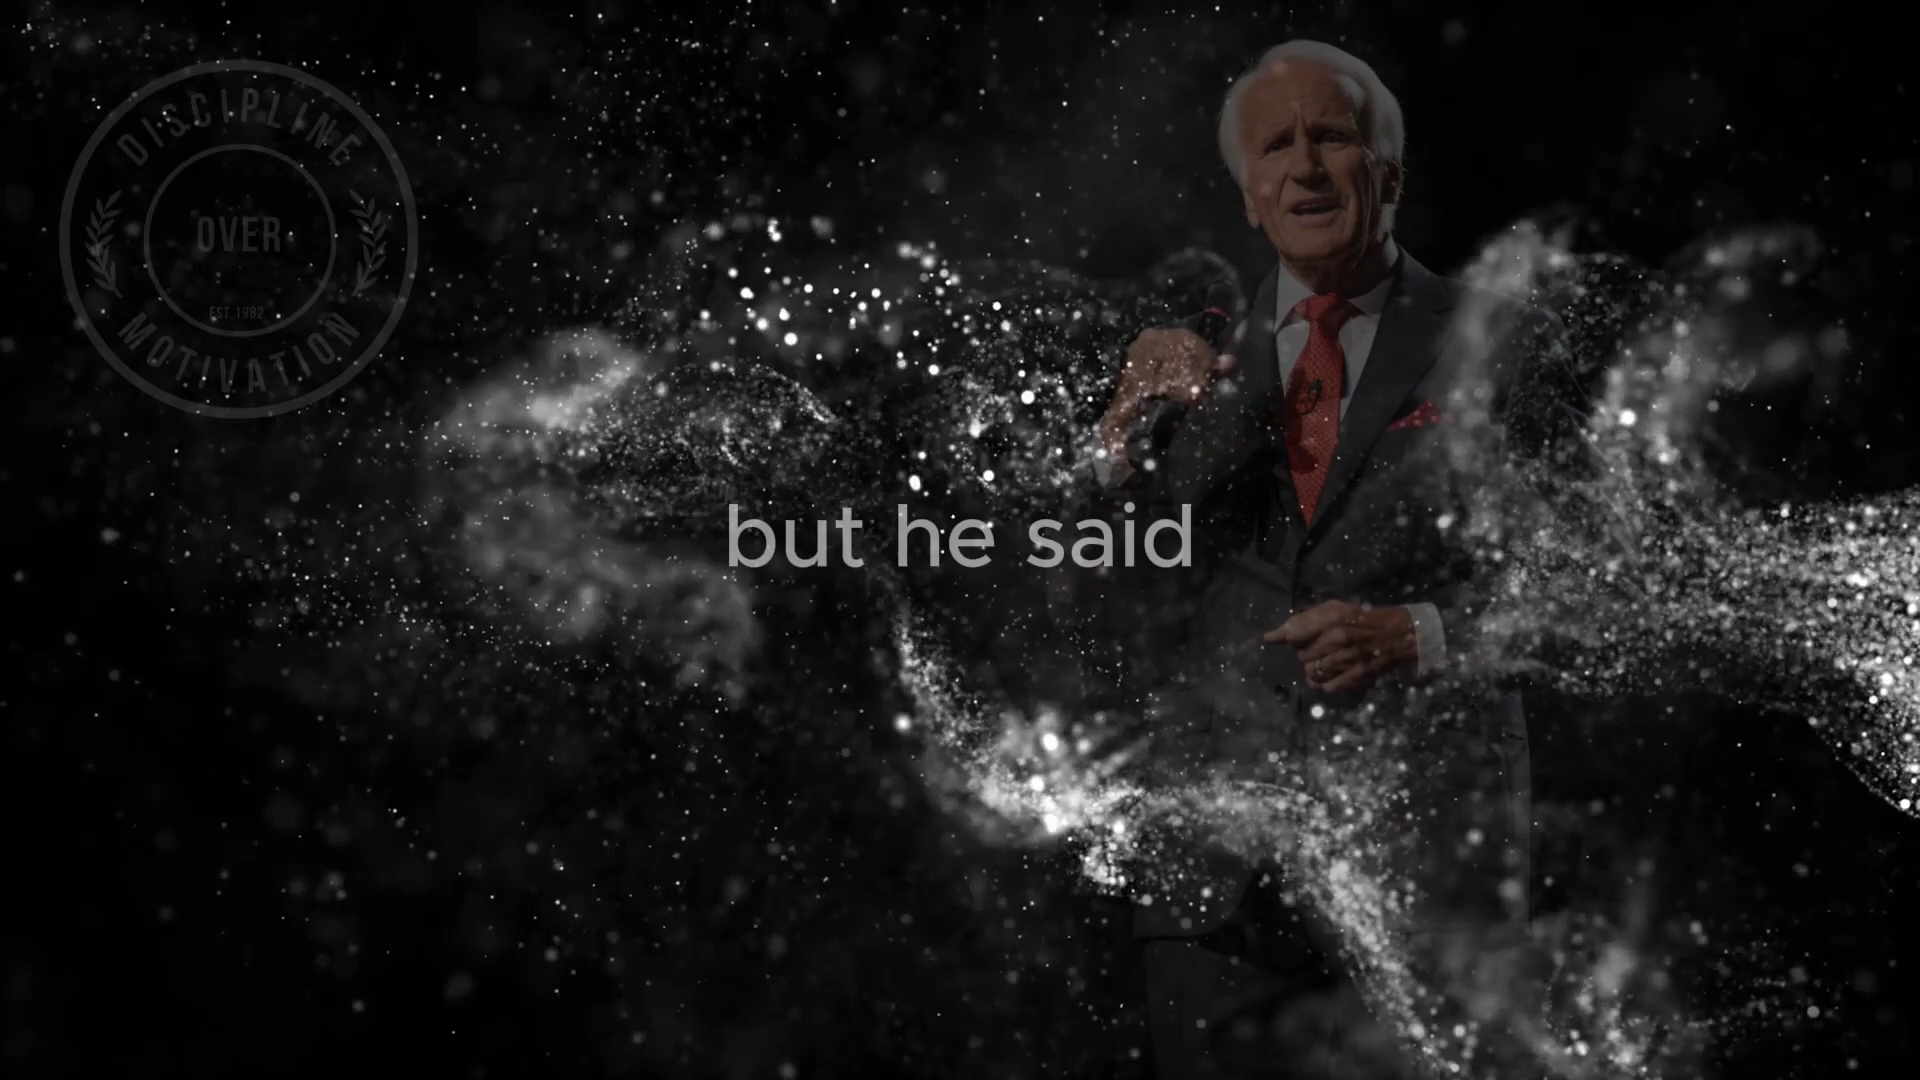 DISCIPLINE
OVER
EST.1982
MOTIVATION
but he said